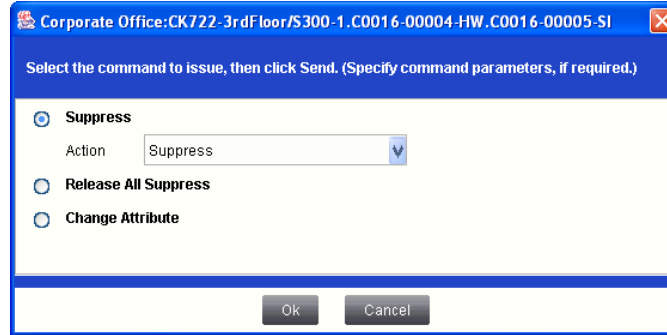 Corporate Office:CK722-3rdFloor/S300-1.C0016-00004-HW.C0016-00005-SI
Select the command to issue, then click Send. (Specify command parameters, if required.)
Suppress
Action Suppress
Release All Suppress
Change Attribute
Ok Cancel